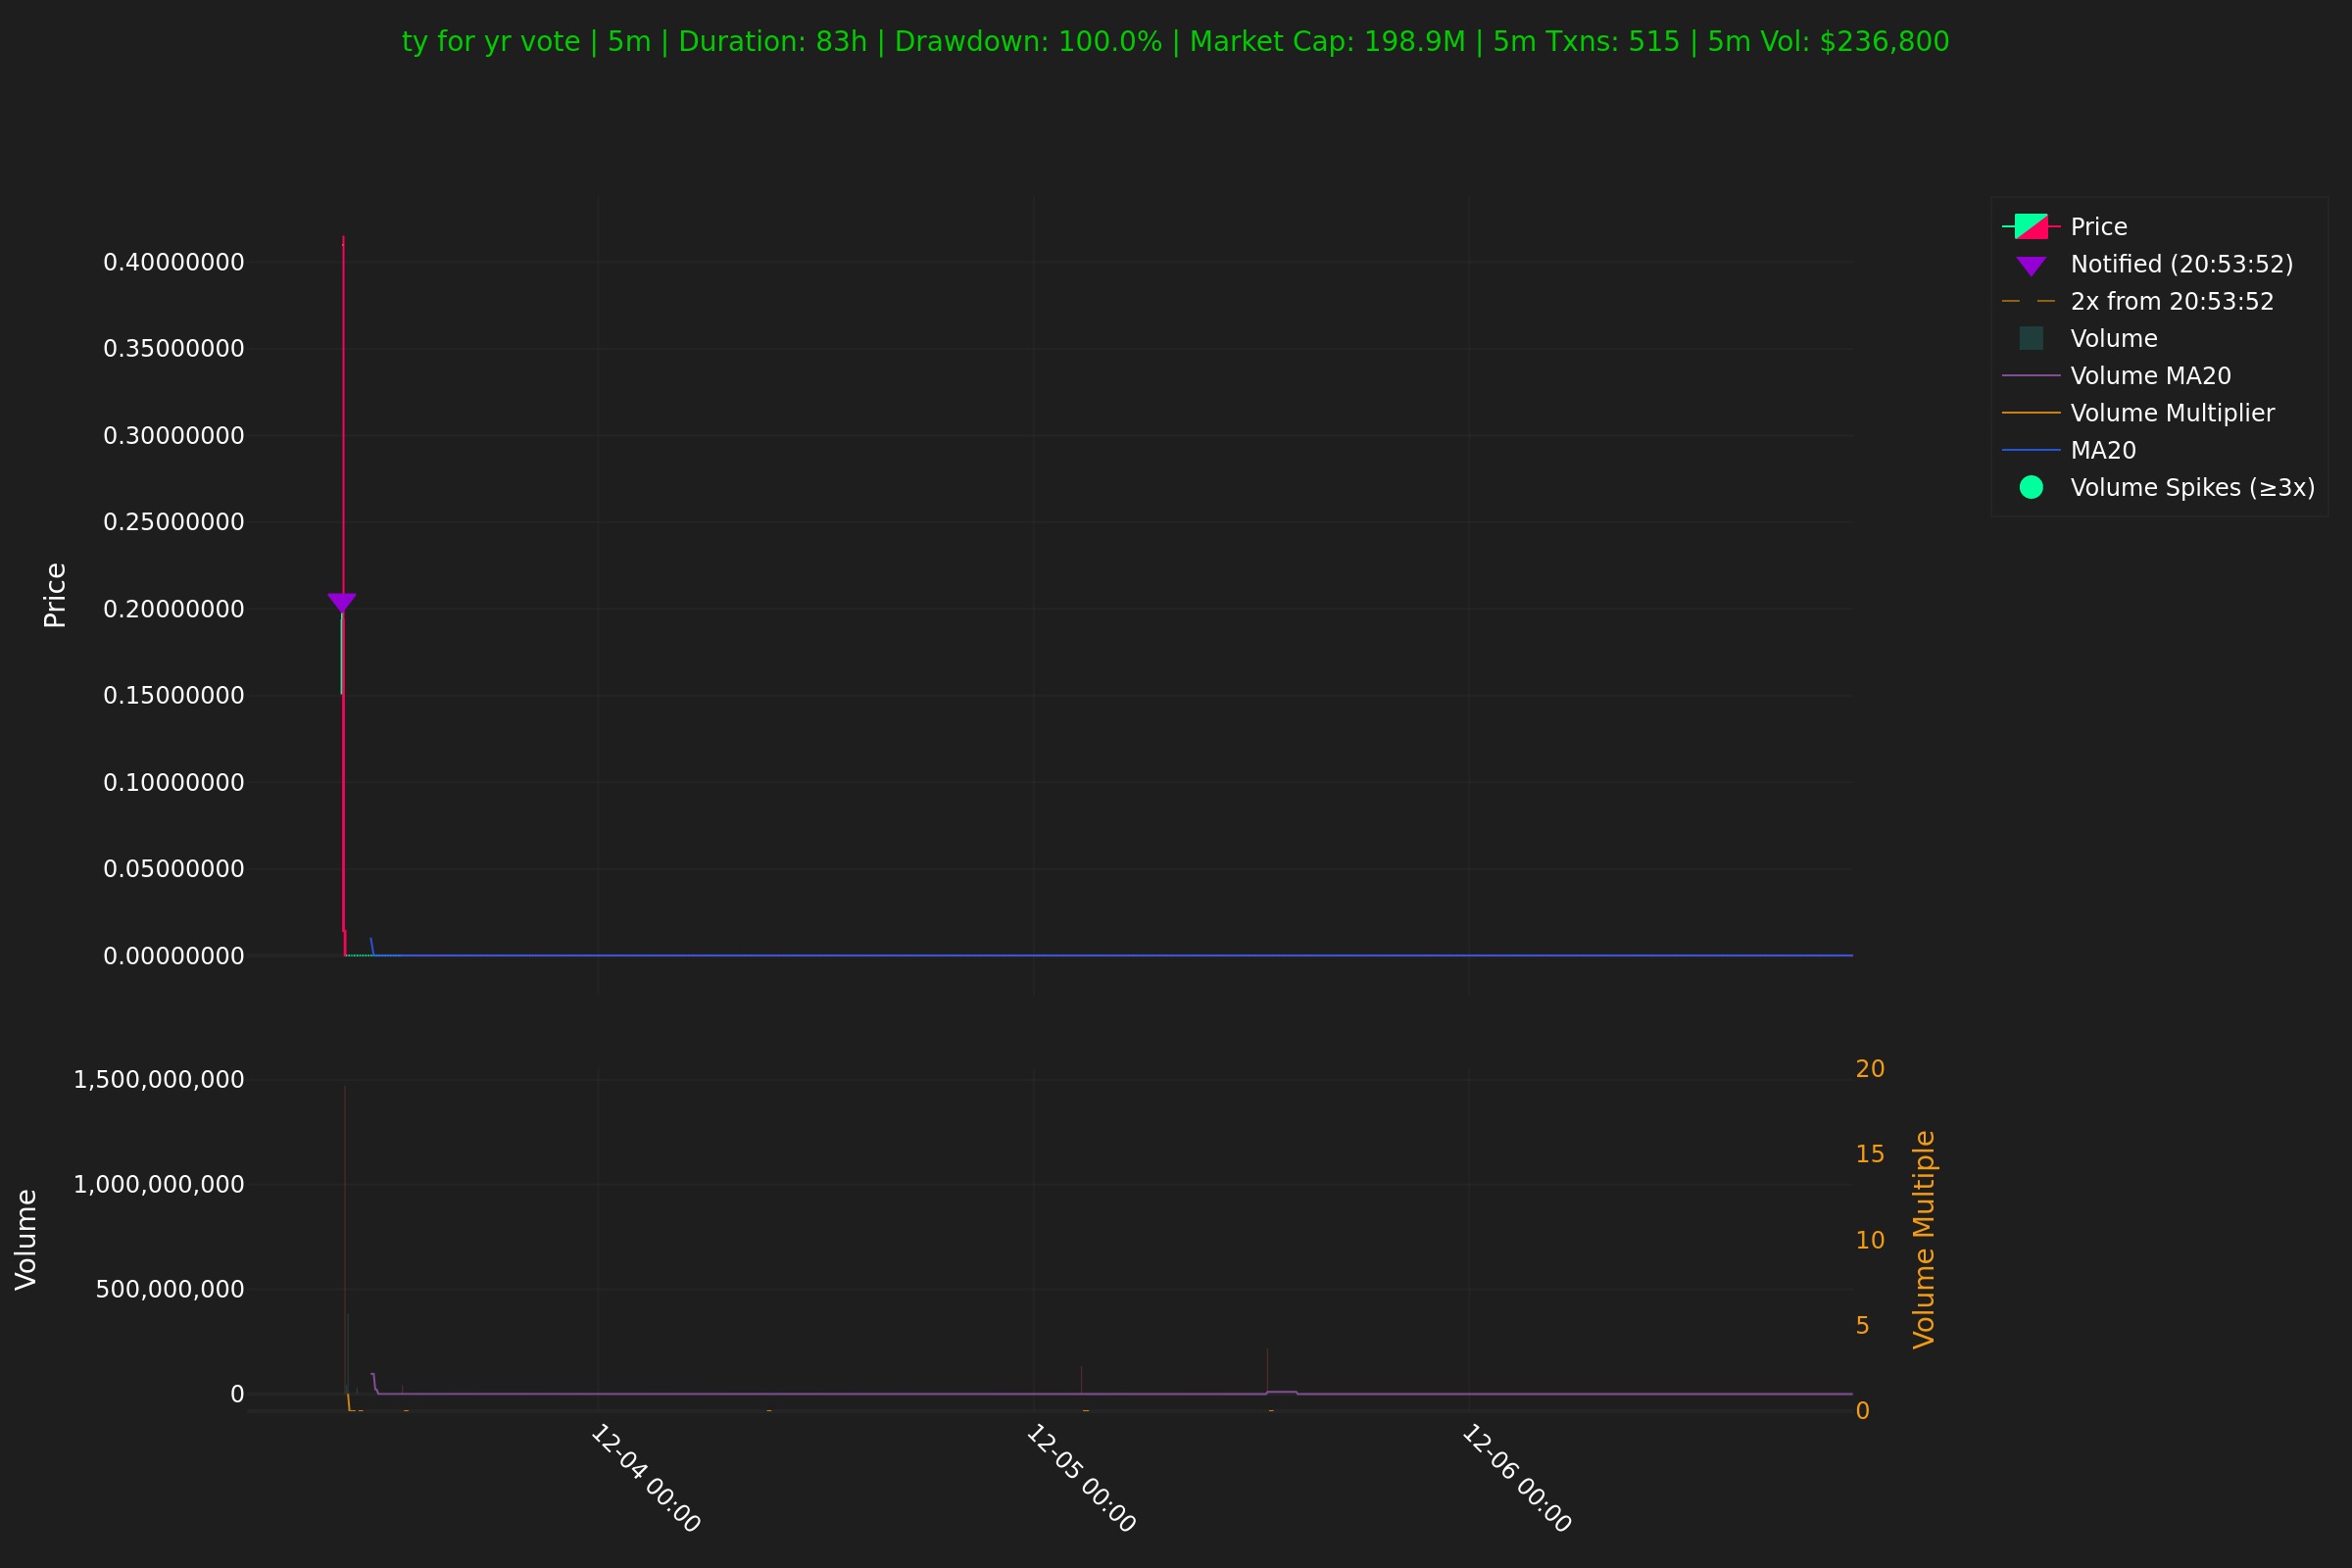 ty for yr vote | 5m | Duration: 83h | Drawdown: 100.0% | Market Cap: 198.9M | 5m Txns: 515 | 5m Vol: $236,800
Price
0.40000000
0.35000000
0.30000000
0.25000000
0.20000000
0.15000000
0.10000000
0.05000000
0.00000000
Price
Notified (20:53:52)
2x from 20:53:52
Volume
Volume MA20
Volume Multiplier
MA20
Volume Spikes (≥3x)
Volume
1,500,000,000
1,000,000,000
500,000,000
0
20
15
10
5
0
Volume Multiple
12-04 00:00
12-05 00:00
12-06 00:00